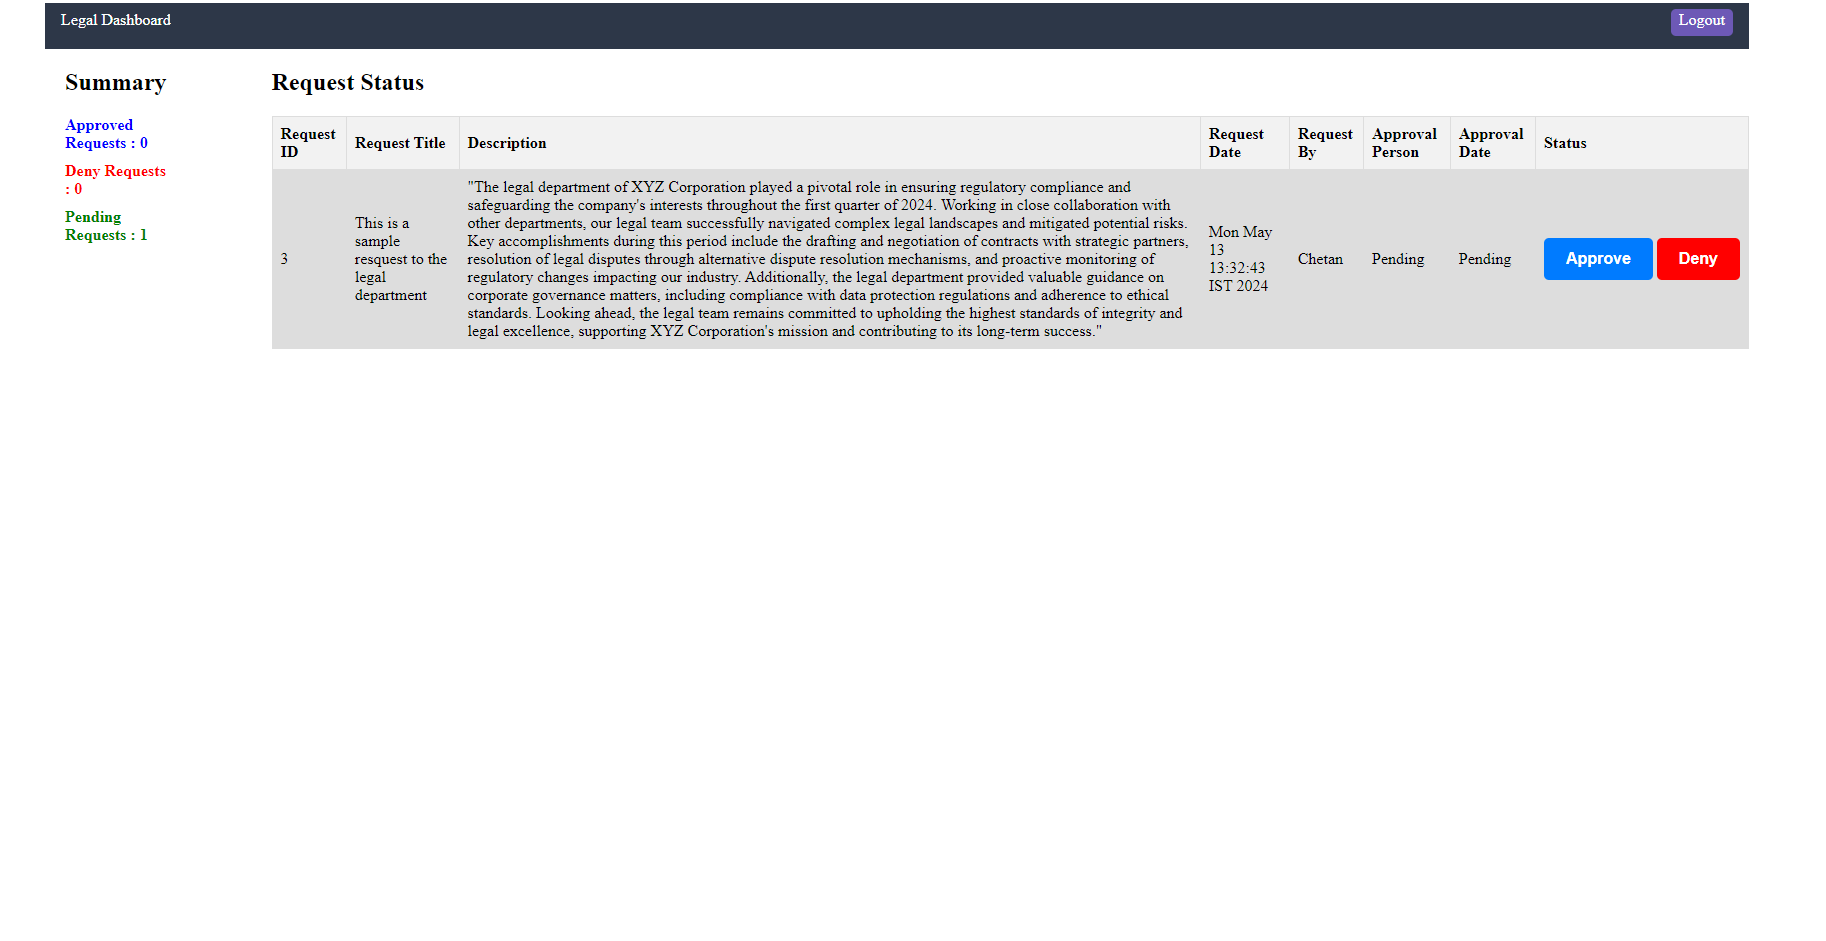 Legal Dashboard
Logout
Summary
Approved
Requests : 0
Deny Requests
: 0
Pending
Requests : 1
Request Status
Request
ID
Request Title
Description
Request
Date
Request
By
Approval
Person
Approval
Date
Status
3
This is a
sample
resquest to the
legal
department
"The legal department of XYZ Corporation played a pivotal role in ensuring regulatory compliance and
safeguarding the company's interests throughout the first quarter of 2024. Working in close collaboration with
other departments, our legal team successfully navigated complex legal landscapes and mitigated potential risks.
Key accomplishments during this period include the drafting and negotiation of contracts with strategic partners,
resolution of legal disputes through alternative dispute resolution mechanisms, and proactive monitoring of
regulatory changes impacting our industry. Additionally, the legal department provided valuable guidance on
corporate governance matters, including compliance with data protection regulations and adherence to ethical
standards. Looking ahead, the legal team remains committed to upholding the highest standards of integrity and
legal excellence, supporting XYZ Corporation's mission and contributing to its long-term success."
Mon May
13
13:32:43
IST 2024
Chetan
Pending
Pending
Approve
Deny